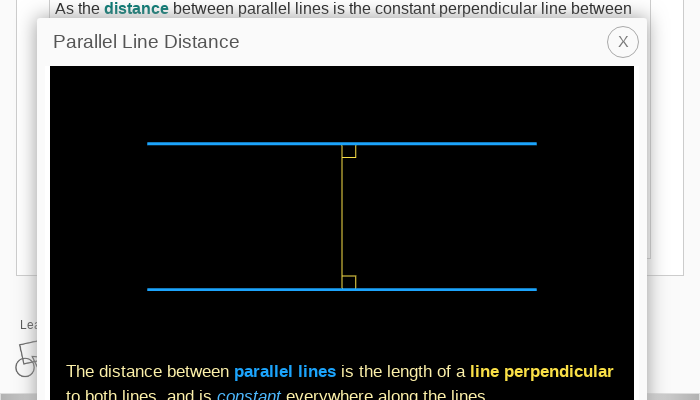 As the distance between parallel lines is the constant perpendicular line between
Parallel Line Distance
X
The distance between parallel lines is the length of a line perpendicular
to both lines, and is constant everywhere along the lines.
Lea